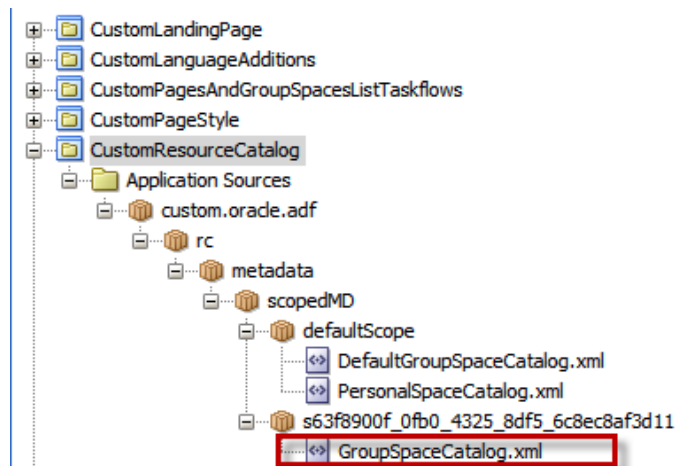 CustomLandingPage
CustomLanguageAdditions
CustomPagesAndGroupSpacesListTaskflows
CustomPageStyle
CustomResourceCatalog
Application Sources
custom.oracle.adf
rc
metadata
scopedMD
defaultScope
DefaultGroupSpaceCatalog.xml
PersonalSpaceCatalog.xml
s63f8900f_0fb0_4325_8df5_6c8ec8af3d11
GroupSpaceCatalog.xml